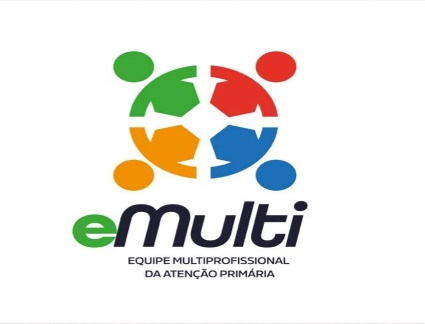 eMulti
EQUIPE MULTIPROFISSIONAL
DA ATENÇÃO PRIMÁRIA